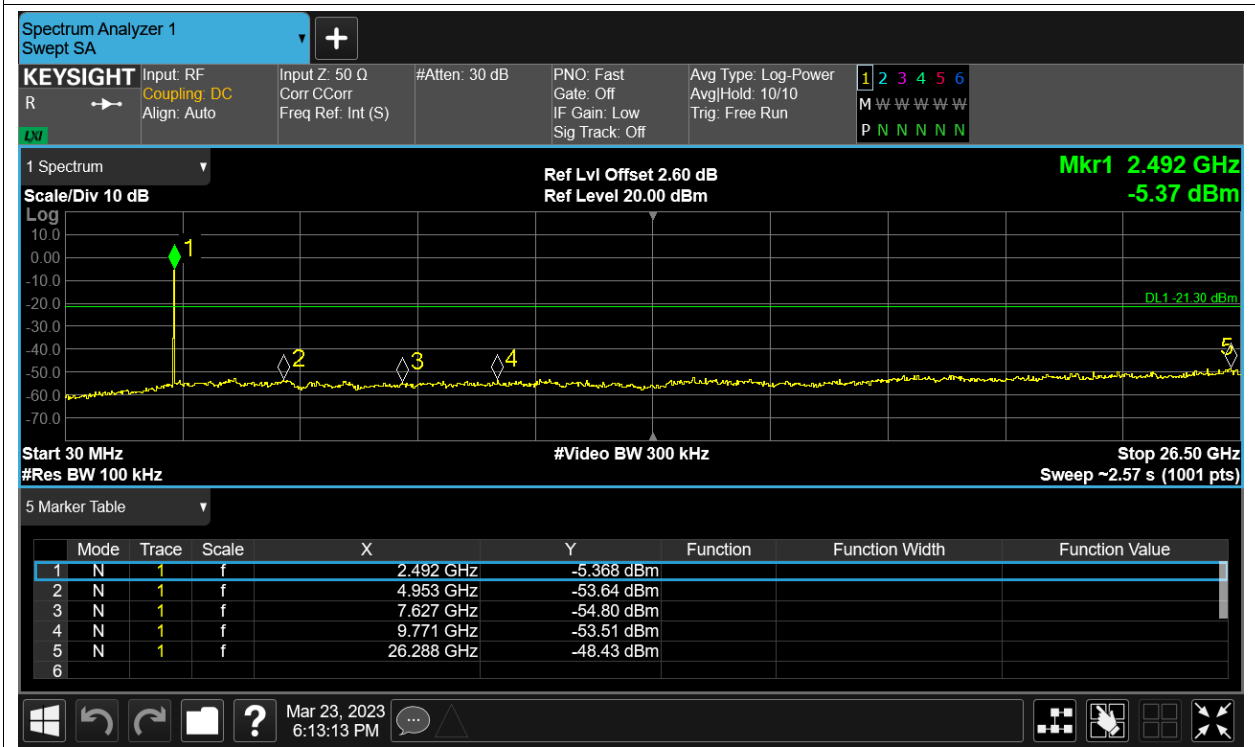 Spectrum Analyzer 1
Swept SA
+
KEYSIGHT Input: RF Input Z: 50 Ω #Atten: 30 dB PNO: Fast Avg Type: Log-Power 1 2 3 4 5 6
R Coupling: DC Corr CCorr Gate: Off Avg|Hold: 10/10 M W W W W W
Align: Auto Freq Ref: Int (S) IF Gain: Low Trig: Free Run
LXI Sig Track: Off P N N N N N
1 Spectrum Ref Lvl Offset 2.60 dB Mkr1 2.492 GHz
Scale/Div 10 dB Ref Level 20.00 dBm -5.37 dBm
Log
10.0
1
0.00
-10.0
-20.0 DL1 -21.30 dBm
-30.0
-40.0 2 3 4 5
-50.0
-60.0
-70.0
Start 30 MHz #Video BW 300 kHz Stop 26.50 GHz
#Res BW 100 kHz Sweep ~2.57 s (1001 pts)
5 Marker Table
Mode Trace Scale X Y Function Function Width Function Value
1 N 1 f 2.492 GHz -5.368 dBm
2 N 1 f 4.953 GHz -53.64 dBm
3 N 1 f 7.627 GHz -54.80 dBm
4 N 1 f 9.771 GHz -53.51 dBm
5 N 1 f 26.288 GHz -48.43 dBm
6
? Mar 23, 2023
6:13:13 PM